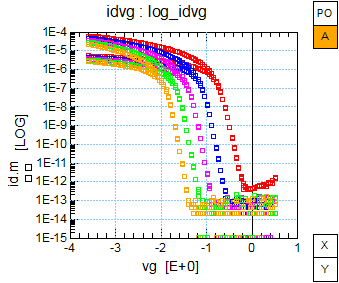 idvg : log_idvg
PO
A
1E-4
1E-5
1E-6
1E-7
1E-8
1E-9
1E-10
1E-11
1E-12
1E-13
1E-14
1E-15
id.m [LOG]
-4 -3 -2 -1 0 1
vg [E+0]
X
Y